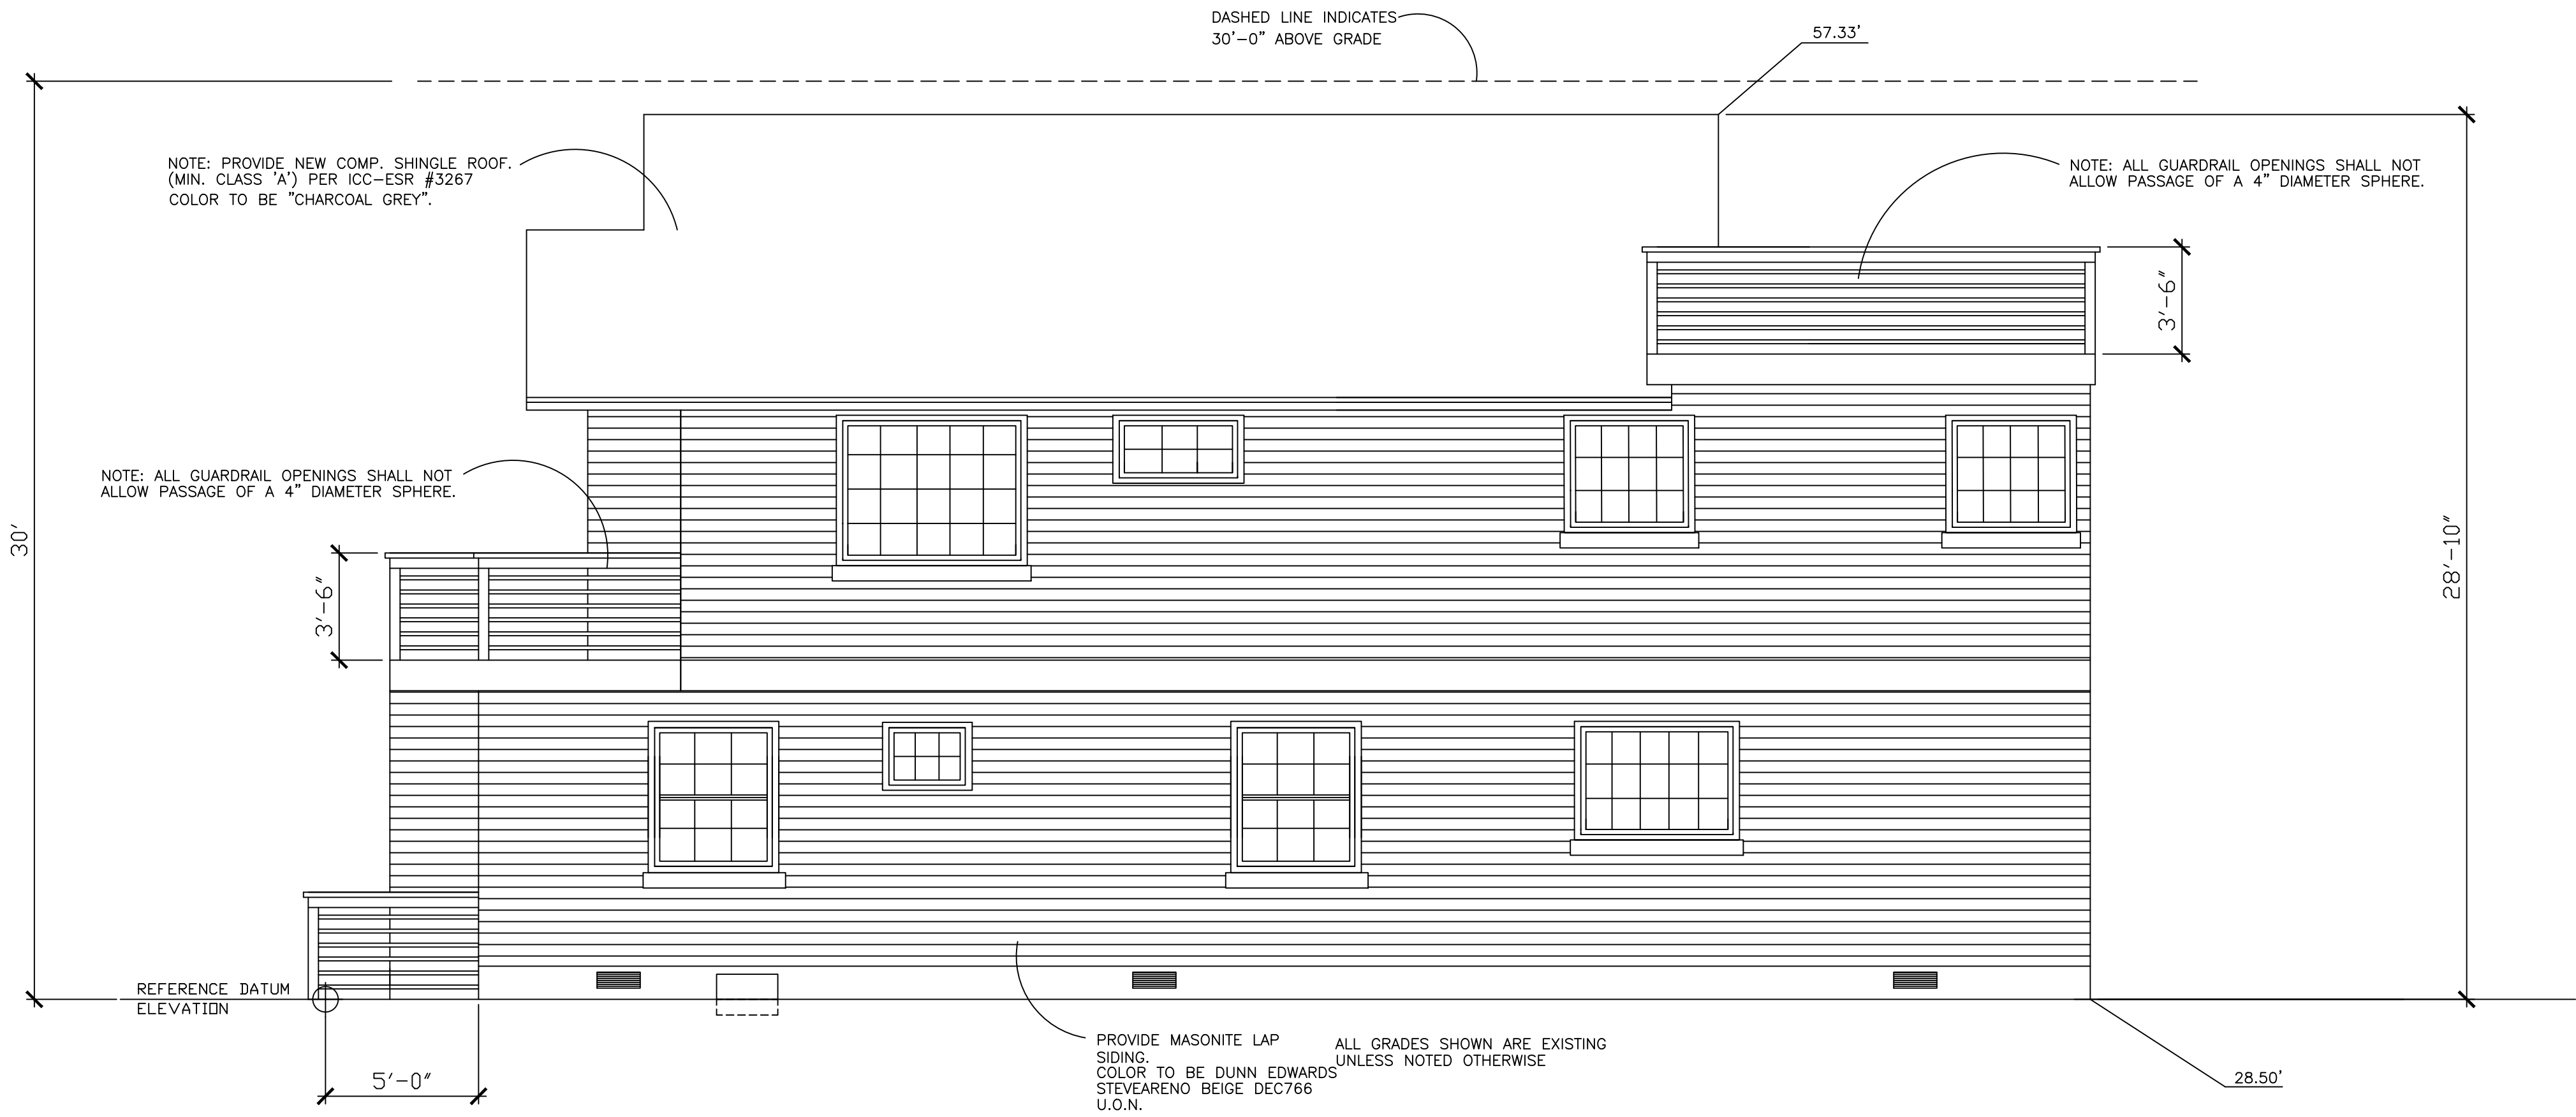 DASHED LINE INDICATES
30'-0" ABOVE GRADE
57.33'
NOTE: PROVIDE NEW COMP. SHINGLE ROOF.
(MIN. CLASS 'A') PER ICC-ESR #3267
COLOR TO BE "CHARCOAL GREY".
NOTE: ALL GUARDRAIL OPENINGS SHALL NOT
ALLOW PASSAGE OF A 4" DIAMETER SPHERE.
3'-6"
NOTE: ALL GUARDRAIL OPENINGS SHALL NOT
ALLOW PASSAGE OF A 4" DIAMETER SPHERE.
30'
28'-10"
3'-6"
REFERENCE DATUM
ELEVATION
5'-0"
PROVIDE MASONITE LAP
SIDING.
COLOR TO BE DUNN EDWARDS
STEVEARENO BEIGE DEC766
U.O.N.
ALL GRADES SHOWN ARE EXISTING
UNLESS NOTED OTHERWISE
28.50'